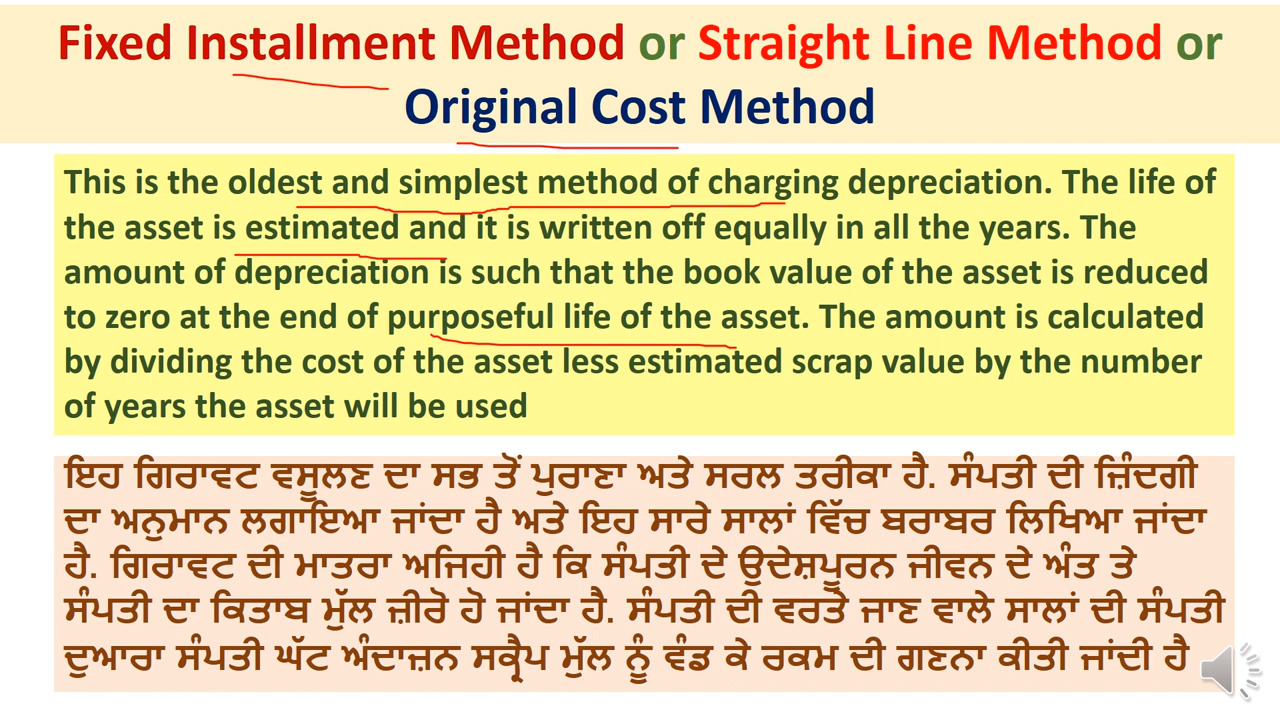 Fixed Installment Method or Straight Line Method or
Original Cost Method
This is the oldest and simplest method of charging depreciation. The life of
the asset is estimated and it is written off equally in all the years. The
amount of depreciation is such that the book value of the asset is reduced
to zero at the end of purposeful life of the asset. The amount is calculated
by dividing the cost of the asset less estimated scrap value by the number
of years the asset will be used
ਇਹ ਗਿਰਾਵਟ ਵਸੂਲਣ ਦਾ ਸਭ ਤੋਂ ਪੁਰਾਣਾ ਅਤੇ ਸਰਲ ਤਰੀਕਾ ਹੈ. ਸੰਪਤੀ ਦੀ ਜ਼ਿੰਦਗੀ
ਦਾ ਅਨੁਮਾਨ ਲਗਾਇਆ ਜਾਂਦਾ ਹੈ ਅਤੇ ਇਹ ਸਾਰੇ ਸਾਲਾਂ ਵਿੱਚ ਬਰਾਬਰ ਲਿਖਿਆ ਜਾਂਦਾ
ਹੈ. ਗਿਰਾਵਟ ਦੀ ਮਾਤਰਾ ਅਜਿਹੀ ਹੈ ਕਿ ਸੰਪਤੀ ਦੇ ਉਦੇਸ਼ਪੂਰਨ ਜੀਵਨ ਦੇ ਅੰਤ ਤੇ
ਸੰਪਤੀ ਦਾ ਕਿਤਾਬ ਮੁੱਲ ਜ਼ੀਰੋ ਹੋ ਜਾਂਦਾ ਹੈ. ਸੰਪਤੀ ਦੀ ਵਰਤੋਂ ਜਾਣ ਵਾਲੇ ਸਾਲਾਂ ਦੀ ਸੰਪਤੀ
ਦੁਆਰਾ ਸੰਪਤੀ ਘੱਟ ਅੰਦਾਜ਼ਨ ਸਕ੍ਰੈਪ ਮੁੱਲ ਨੂੰ ਵੰਡ ਕੇ ਰਕਮ ਦੀ ਗਣਨਾ ਕੀਤੀ ਜਾਂਦੀ ਹੈ